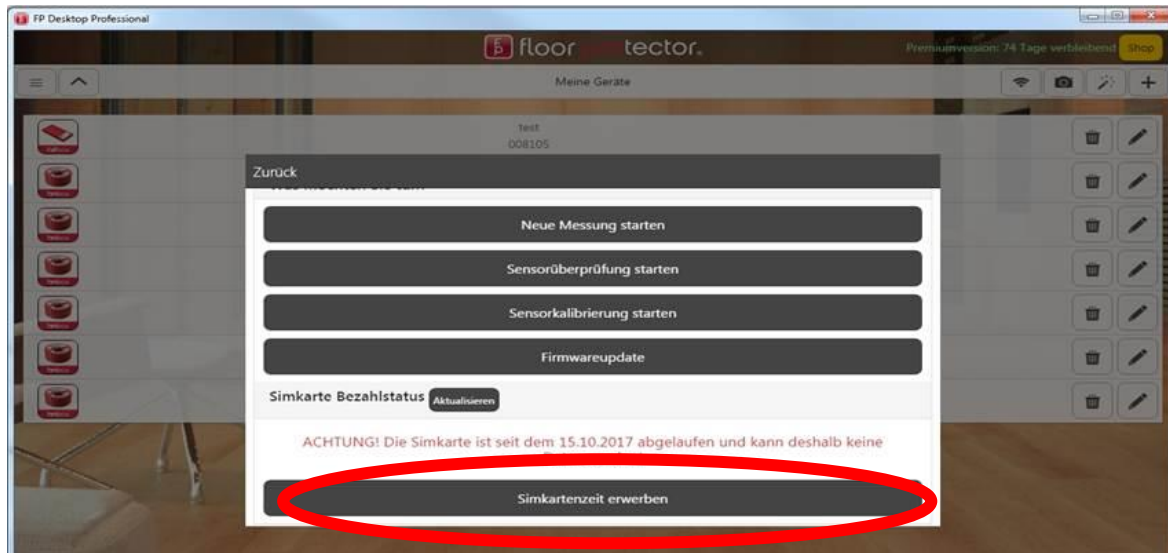 FP Desktop Professional
floor tector.
Premiumversion: 74 Tage verbleibend Shop
Meine Geräte
test
008105
Zurück
Neue Messung starten
Sensorüberprüfung starten
Sensorkalibrierung starten
Firmwareupdate
Simkarte Bezahlstatus Aktualisieren
ACHTUNG! Die Simkarte ist seit dem 15.10.2017 abgelaufen und kann deshalb keine
Simkartenzeit erwerben